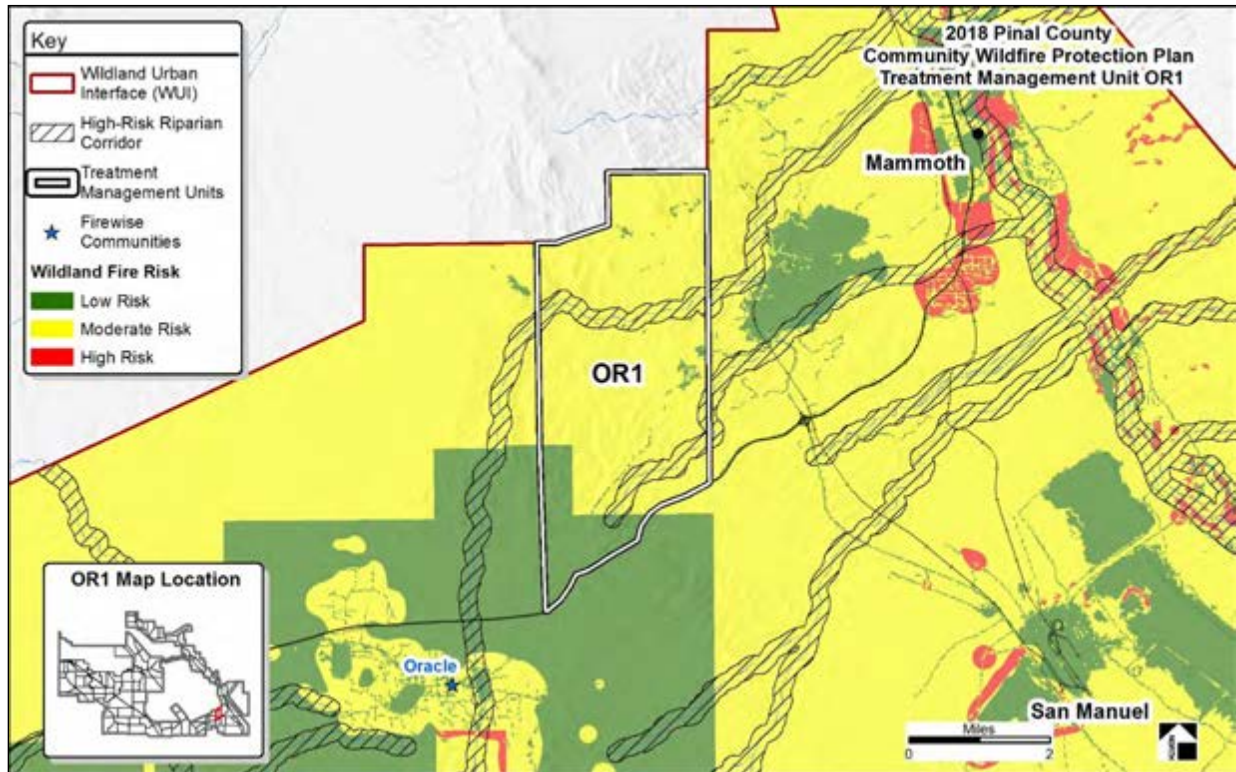 Key
Wildland Urban
Interface (WUI)
High-Risk Riparian
Corridor
Treatment
Management Units
Firewise
Communities
Wildland Fire Risk
Low Risk
Moderate Risk
High Risk
2018 Pinal County
Community Wildfire Protection Plan
Treatment Management Unit OR1
Mammoth
OR1
OR1 Map Location
Oracle
San Manuel
Miles
0 2